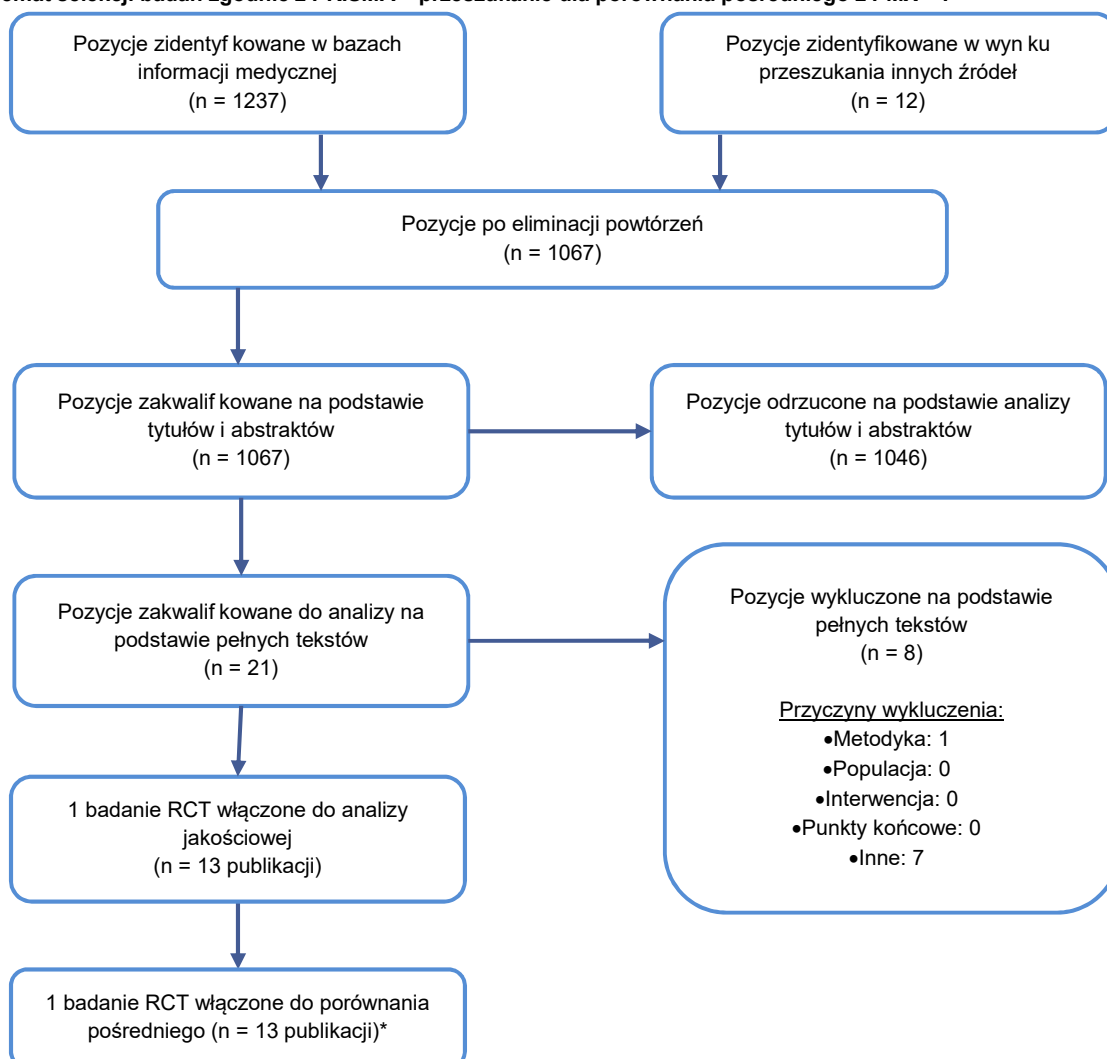 Pozycje zidentyf kowane w bazach
informacji medycznej
(n = 1237)
Pozycje zidentyfikowane w wyn ku
przeszukania innych źródeł
(n = 12)
Pozycje po eliminacji powtórzeń
(n = 1067)
Pozycje zakwalif kowane na podstawie
tytułów i abstraktów
(n = 1067)
Pozycje odrzucone na podstawie analizy
tytułów i abstraktów
(n = 1046)
Pozycje zakwalif kowane do analizy na
podstawie pełnych tekstów
(n = 21)
Pozycje wykluczone na podstawie
pełnych tekstów
(n = 8)
Przyczyny wykluczenia:
•Metodyka: 1
•Populacja: 0
•Interwencja: 0
•Punkty końcowe: 0
•Inne: 7
1 badanie RCT włączone do analizy
jakościowej
(n = 13 publikacji)
1 badanie RCT włączone do porównania
pośredniego (n = 13 publikacji)*